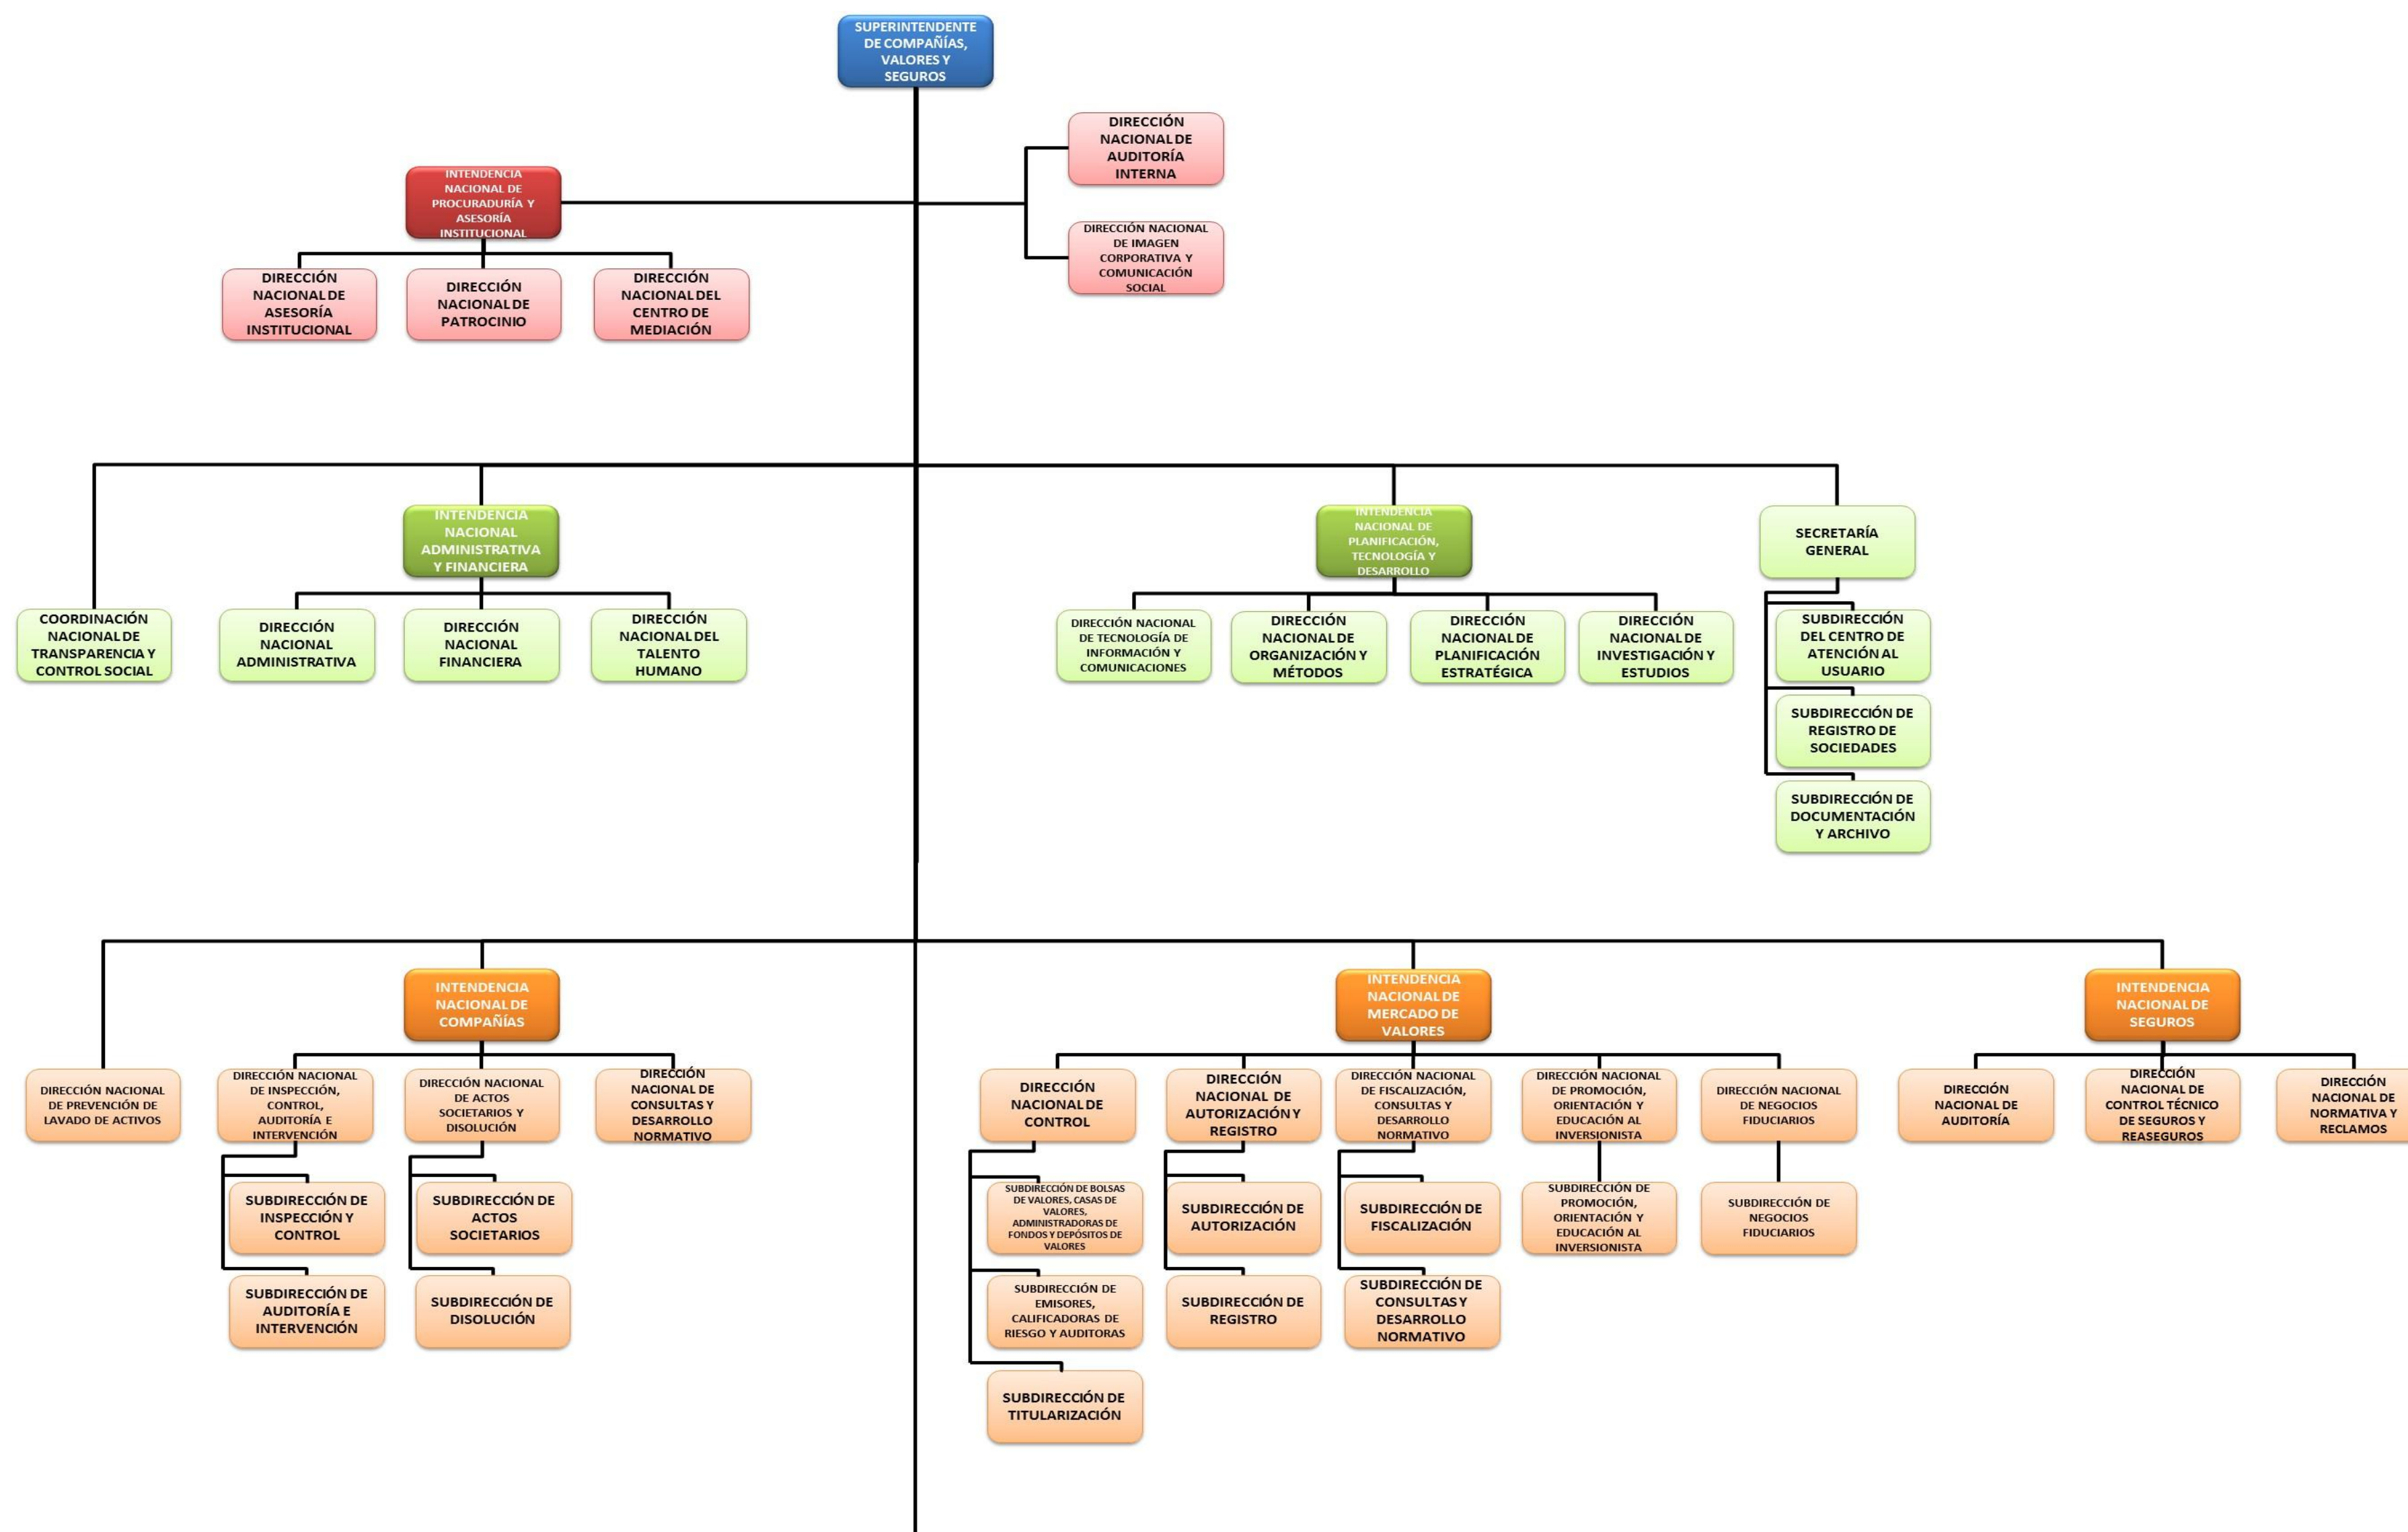 SUPERINTENDENTE
DE COMPAÑÍAS,
VALORES Y
SEGUROS
DIRECCIÓN
NACIONAL DE
AUDITORÍA
INTERNA
INTENDENCIA
NACIONAL DE
PROCURADURÍA Y
ASESORÍA
INSTITUCIONAL
DIRECCIÓN NACIONAL
DE IMAGEN
CORPORATIVA Y
COMUNICACIÓN
SOCIAL
DIRECCIÓN
NACIONAL DE
ASESORÍA
INSTITUCIONAL
DIRECCIÓN
NACIONAL DE
PATROCINIO
DIRECCIÓN
NACIONAL DEL
CENTRO DE
MEDIACIÓN
INTENDENCIA
NACIONAL
ADMINISTRATIVA
Y FINANCIERA
INTENDENCIA
NACIONAL DE
PLANIFICACIÓN,
TECNOLOGÍA Y
DESARROLLO
SECRETARÍA
GENERAL
COORDINACIÓN
NACIONAL DE
TRANSPARENCIA Y
CONTROL SOCIAL
DIRECCIÓN
NACIONAL
ADMINISTRATIVA
DIRECCIÓN
NACIONAL
FINANCIERA
DIRECCIÓN
NACIONAL DEL
TALENTO
HUMANO
DIRECCIÓN NACIONAL
DE TECNOLOGÍA DE
INFORMACIÓN Y
COMUNICACIONES
DIRECCIÓN
NACIONAL DE
ORGANIZACIÓN Y
MÉTODOS
DIRECCIÓN
NACIONAL DE
PLANIFICACIÓN
ESTRATÉGICA
DIRECCIÓN
NACIONAL DE
INVESTIGACIÓN Y
ESTUDIOS
SUBDIRECCIÓN
DEL CENTRO DE
ATENCIÓN AL
USUARIO
SUBDIRECCIÓN DE
REGISTRO DE
SOCIEDADES
SUBDIRECCIÓN DE
DOCUMENTACIÓN
Y ARCHIVO
INTENDENCIA
NACIONAL DE
COMPAÑÍAS
INTENDENCIA
NACIONAL DE
MERCADO DE
VALORES
INTENDENCIA
NACIONAL DE
SEGUROS
DIRECCIÓN NACIONAL
DE PREVENCIÓN DE
LAVADO DE ACTIVOS
DIRECCIÓN NACIONAL
DE INSPECCIÓN,
CONTROL,
AUDITORÍA E
INTERVENCIÓN
DIRECCIÓN NACIONAL
DE ACTOS
SOCIETARIOS Y
DISOLUCIÓN
DIRECCIÓN
NACIONAL DE
CONSULTAS Y
DESARROLLO
NORMATIVO
DIRECCIÓN
NACIONAL DE
CONTROL
DIRECCIÓN
NACIONAL DE
AUTORIZACIÓN Y
REGISTRO
DIRECCIÓN NACIONAL
DE FISCALIZACIÓN,
CONSULTAS Y
DESARROLLO
NORMATIVO
DIRECCIÓN NACIONAL
DE PROMOCIÓN,
ORIENTACIÓN Y
EDUCACIÓN AL
INVERSIONISTA
DIRECCIÓN NACIONAL
DE NEGOCIOS
FIDUCIARIOS
DIRECCIÓN
NACIONAL DE
AUDITORÍA
DIRECCIÓN
NACIONAL DE
CONTROL TÉCNICO
DE SEGUROS Y
REASEGUROS
DIRECCIÓN
NACIONAL DE
NORMATIVA Y
RECLAMOS
SUBDIRECCIÓN DE
INSPECCIÓN Y
CONTROL
SUBDIRECCIÓN DE
ACTOS
SOCIETARIOS
SUBDIRECCIÓN DE BOLSAS
DE VALORES, CASAS DE
VALORES,
ADMINISTRADORAS DE
FONDOS Y DEPÓSITOS DE
VALORES
SUBDIRECCIÓN DE
AUTORIZACIÓN
SUBDIRECCIÓN DE
FISCALIZACIÓN
SUBDIRECCIÓN DE
PROMOCIÓN,
ORIENTACIÓN Y
EDUCACIÓN AL
INVERSIONISTA
SUBDIRECCIÓN DE
NEGOCIOS
FIDUCIARIOS
SUBDIRECCIÓN DE
AUDITORÍA E
INTERVENCIÓN
SUBDIRECCIÓN DE
DISOLUCIÓN
SUBDIRECCIÓN DE
EMISORES,
CALIFICADORAS DE
RIESGO Y AUDITORAS
SUBDIRECCIÓN DE
REGISTRO
SUBDIRECCIÓN DE
CONSULTAS Y
DESARROLLO
NORMATIVO
SUBDIRECCIÓN DE
TITULARIZACIÓN